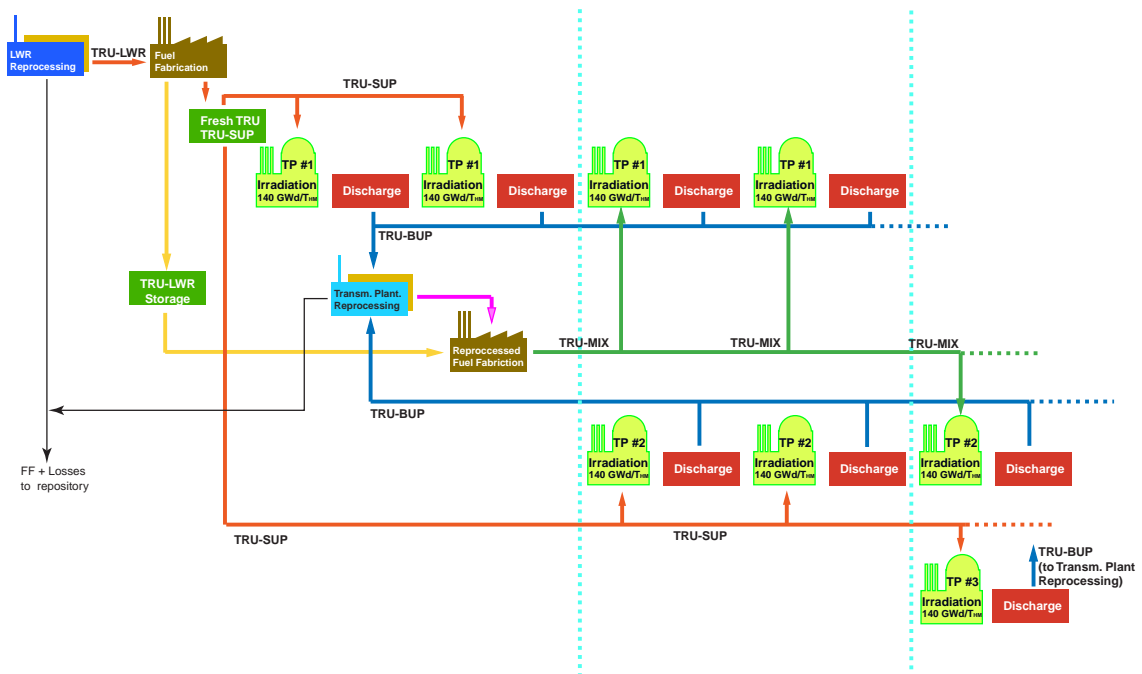 LWR
Reprocessing
TRU-LWR
Fuel
Fabrication
TRU-SUP
Fresh TRU
TRU-SUP
TP #1
Irradiation
140 GWd/THM
Discharge
TP #1
Irradiation
140 GWd/THM
Discharge
TP #1
Irradiation
140 GWd/THM
Discharge
TP #1
Irradiation
140 GWd/THM
Discharge
TRU-BUP
TRU-LWR
Storage
Transm. Plant.
Reprocessing
Reproccessed
Fuel Fabriction
TRU-MIX
TRU-MIX
TRU-MIX
TRU-BUP
TP #2
Irradiation
140 GWd/THM
Discharge
TP #2
Irradiation
140 GWd/THM
Discharge
TP #2
Irradiation
140 GWd/THM
Discharge
FF + Losses
to repository
TRU-SUP
TRU-SUP
TP #3
Irradiation
140 GWd/THM
Discharge
TRU-BUP
(to Transm. Plant
Reprocessing)